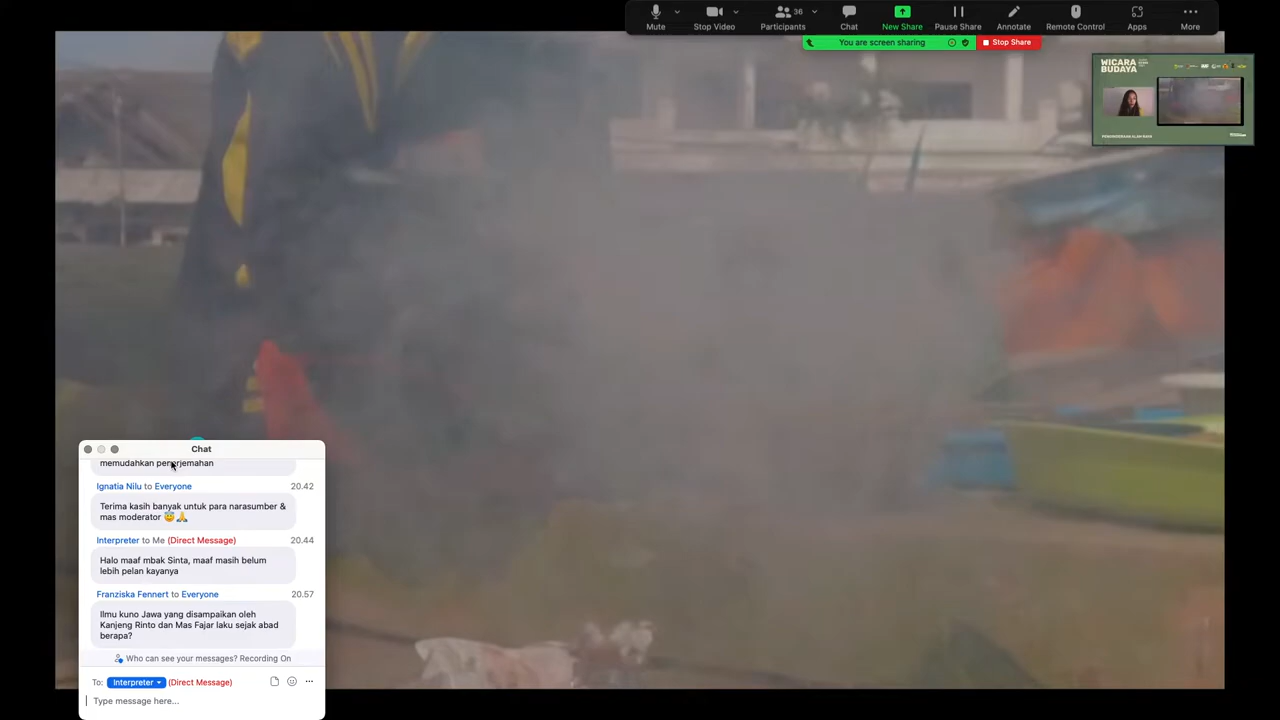 36
Mute
Stop Video
Participants
Chat
New Share
Pause Share
Annotate
Remote Control
Apps
More
You are screen sharing
Stop Share
WICARA
BUDAYA
Chat
memudahkan penerjemahan
Ignatia Nilu to Everyone 20.42
Terima kasih banyak untuk para narasumber &
mas moderator 😇🙏
Interpreter to Me (Direct Message) 20.44
Halo maaf mbak Sinta, maaf masih belum
lebih pelan kayanya
Franziska Fennert to Everyone 20.57
Ilmu kuno Jawa yang disampaikan oleh
Kanjeng Rinto dan Mas Fajar laku sejak abad
berapa?
Who can see your messages? Recording On
To: Interpreter (Direct Message)
Type message here...